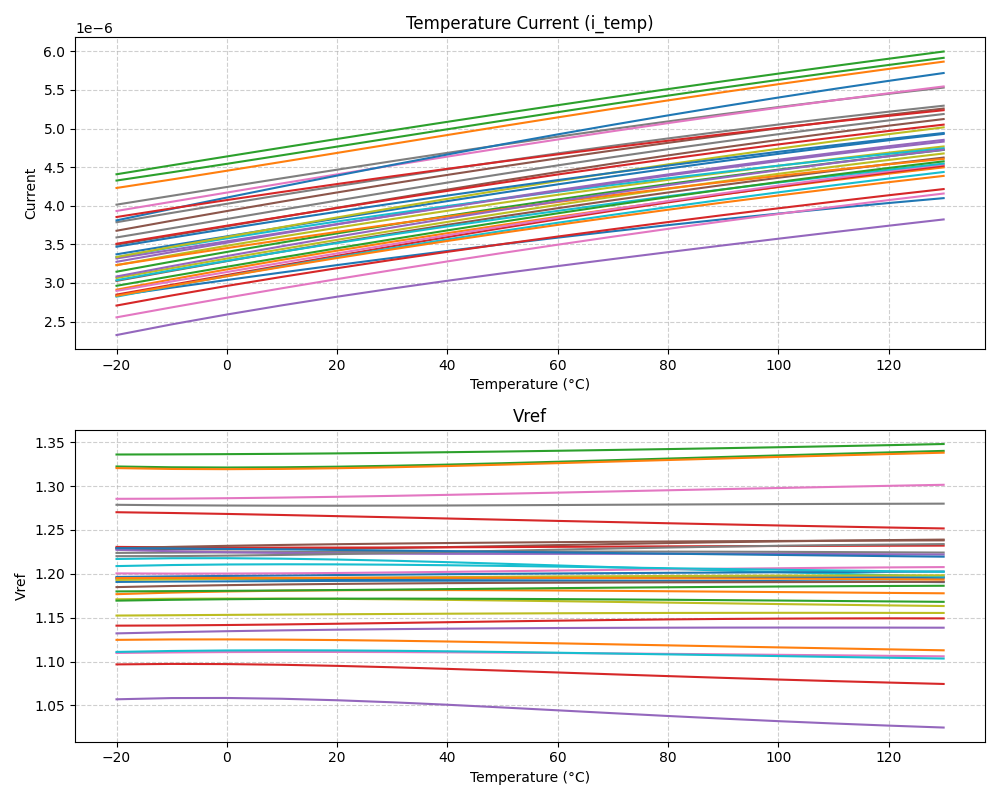 Temperature Current (i_temp)
1e−6
6.0
5.5
5.0
4.5
4.0
3.5
3.0
2.5
Current
−20 0 20 40 60 80 100 120
Temperature (°C)
Vref
1.35
1.30
1.25
1.20
1.15
1.10
1.05
Vref
−20 0 20 40 60 80 100 120
Temperature (°C)